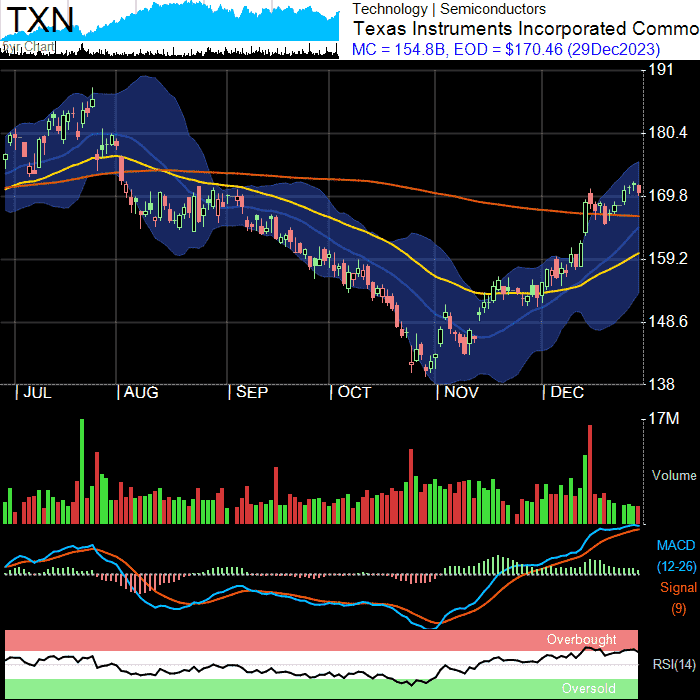 TXN
Technology | Semiconductors
Texas Instruments Incorporated Commo
MC = 154.8B, EOD = $170.46 (29Dec2023)
191
180.4
169.8
159.2
148.6
138
JUL AUG SEP OCT NOV DEC
17M
Volume
MACD
(12-26)
Signal
(9)
Overbought
RSI(14)
Oversold